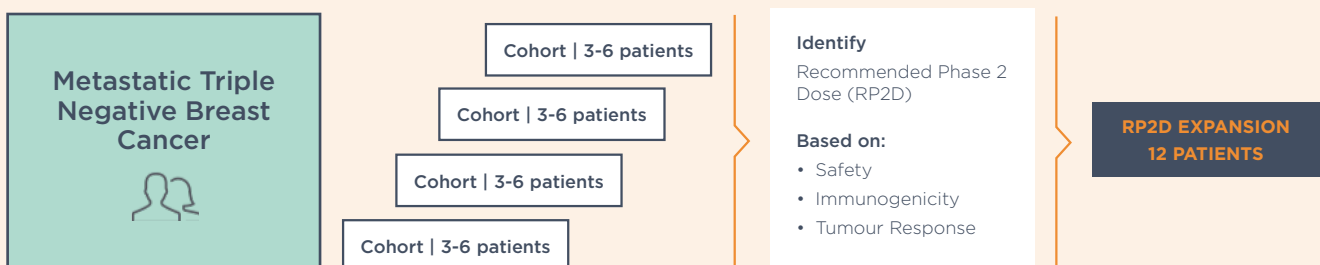 Metastatic Triple
Negative Breast
Cancer
Cohort | 3-6 patients
Cohort | 3-6 patients
Cohort | 3-6 patients
Cohort | 3-6 patients
Identify
Recommended Phase 2
Dose (RP2D)
Based on:
• Safety
• Immunogenicity
• Tumour Response
RP2D EXPANSION
12 PATIENTS